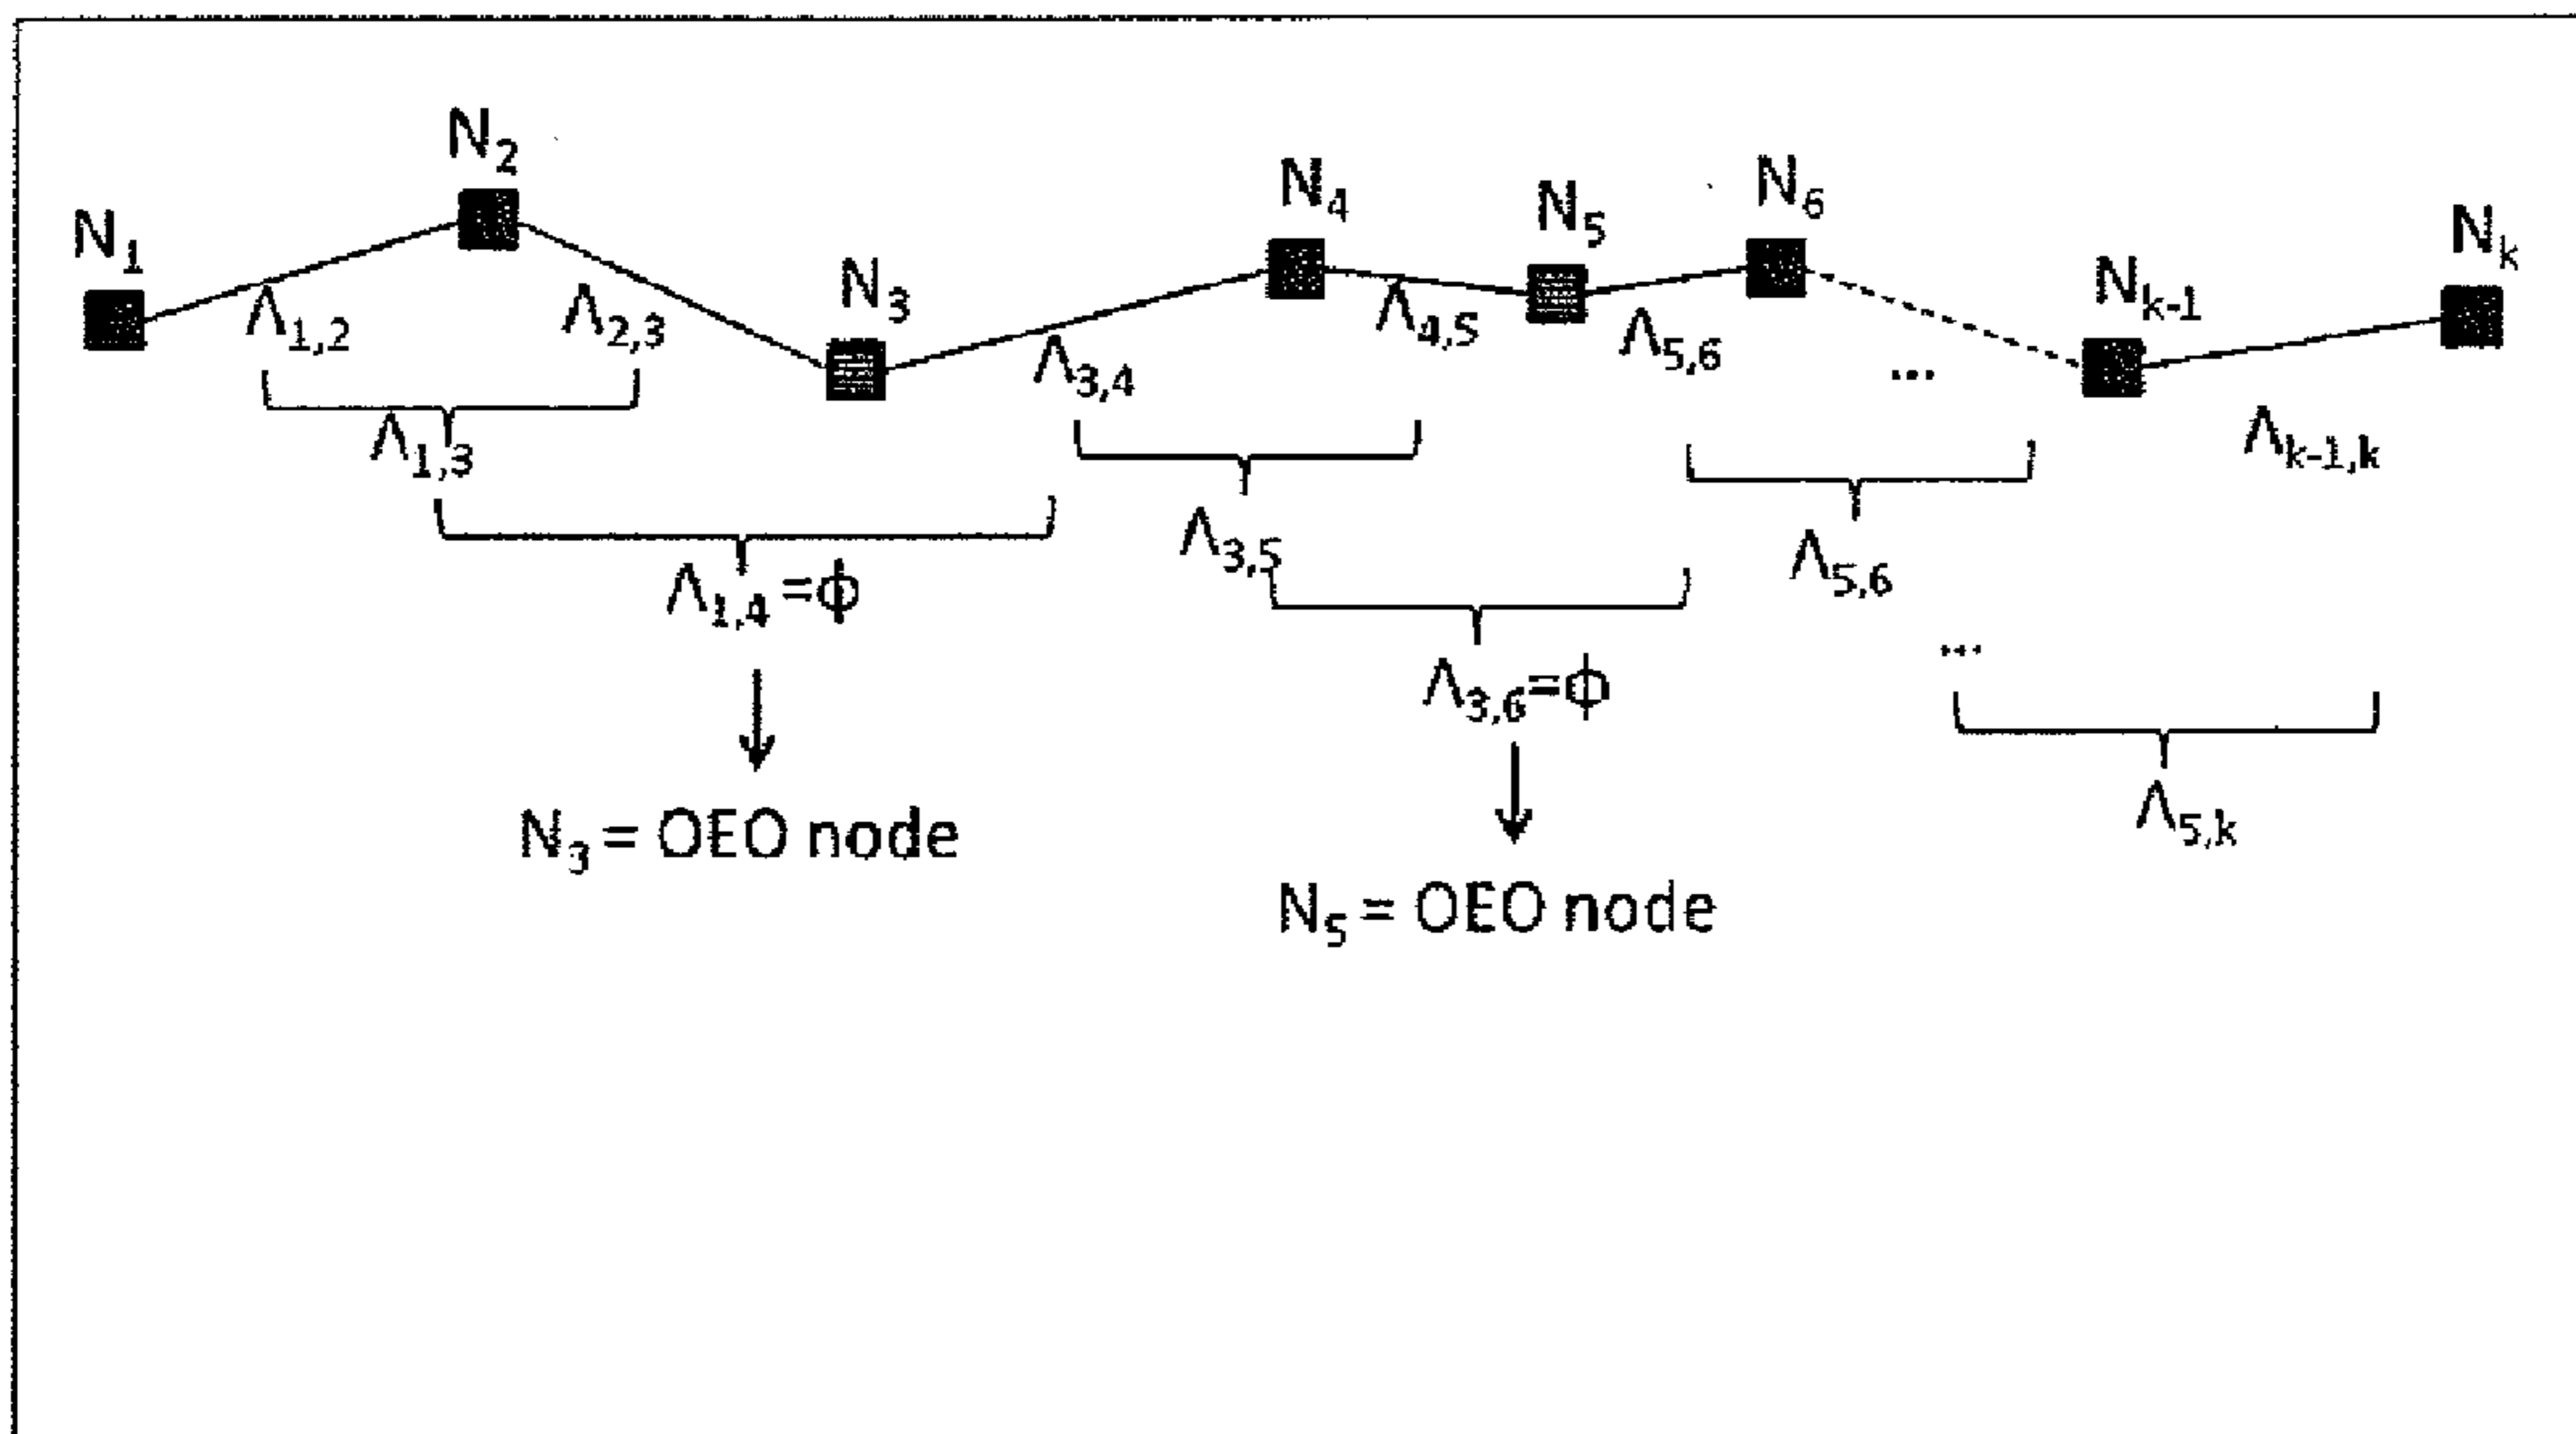 N₂
N₄
N₆
N₅
N₁
Nₖ
N₃
Nₖ₋₁
Λ₁,₂
Λ₂,₃
Λ₄,₅
Λ₅,₆
Λ₃,₄
...
Λ₁,₃
Λₖ₋₁,ₖ
Λ₃,₅
Λ₅,₆
Λ₁,₄ =ϕ
...
Λ₃,₆=ϕ
Λ₅,ₖ
N₃ = OEO node
N₅ = OEO node